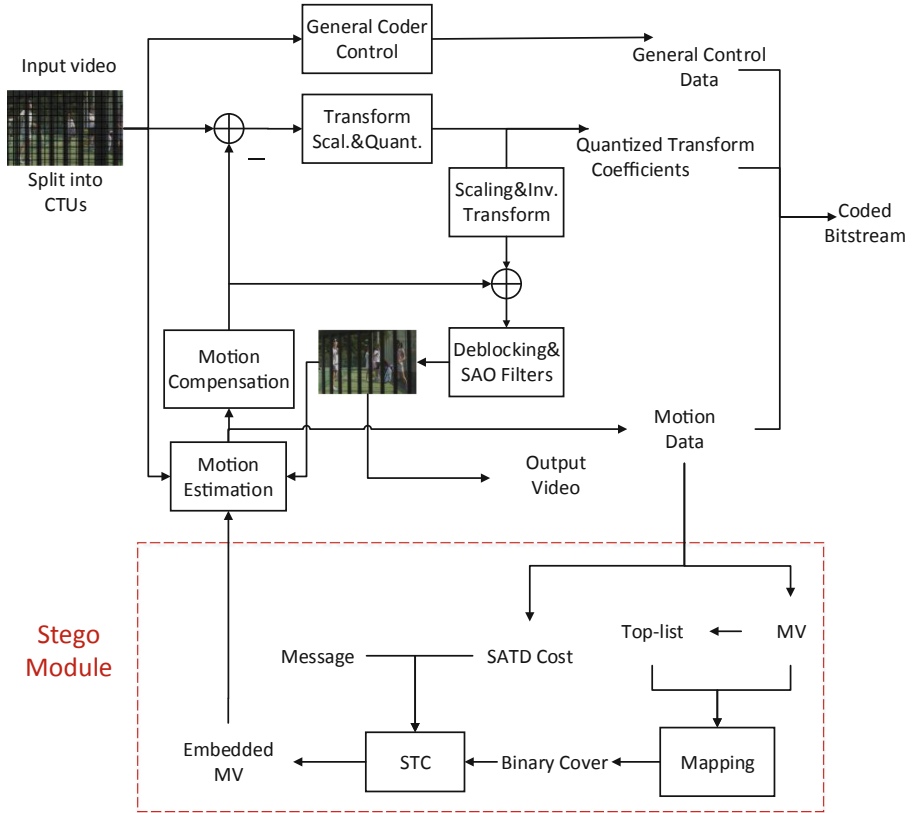 Input video
Split into
CTUs
General Coder
Control
General Control
Data
Transform
Scal.&Quant.
Quantized Transform
Coefficients
Scaling&Inv.
Transform
Coded
Bitstream
Deblocking&
SAO Filters
Motion
Compensation
Motion
Data
Motion
Estimation
Output
Video
Stego
Module
Message
SATD Cost
Top-list
MV
Embedded
MV
STC
Binary Cover
Mapping